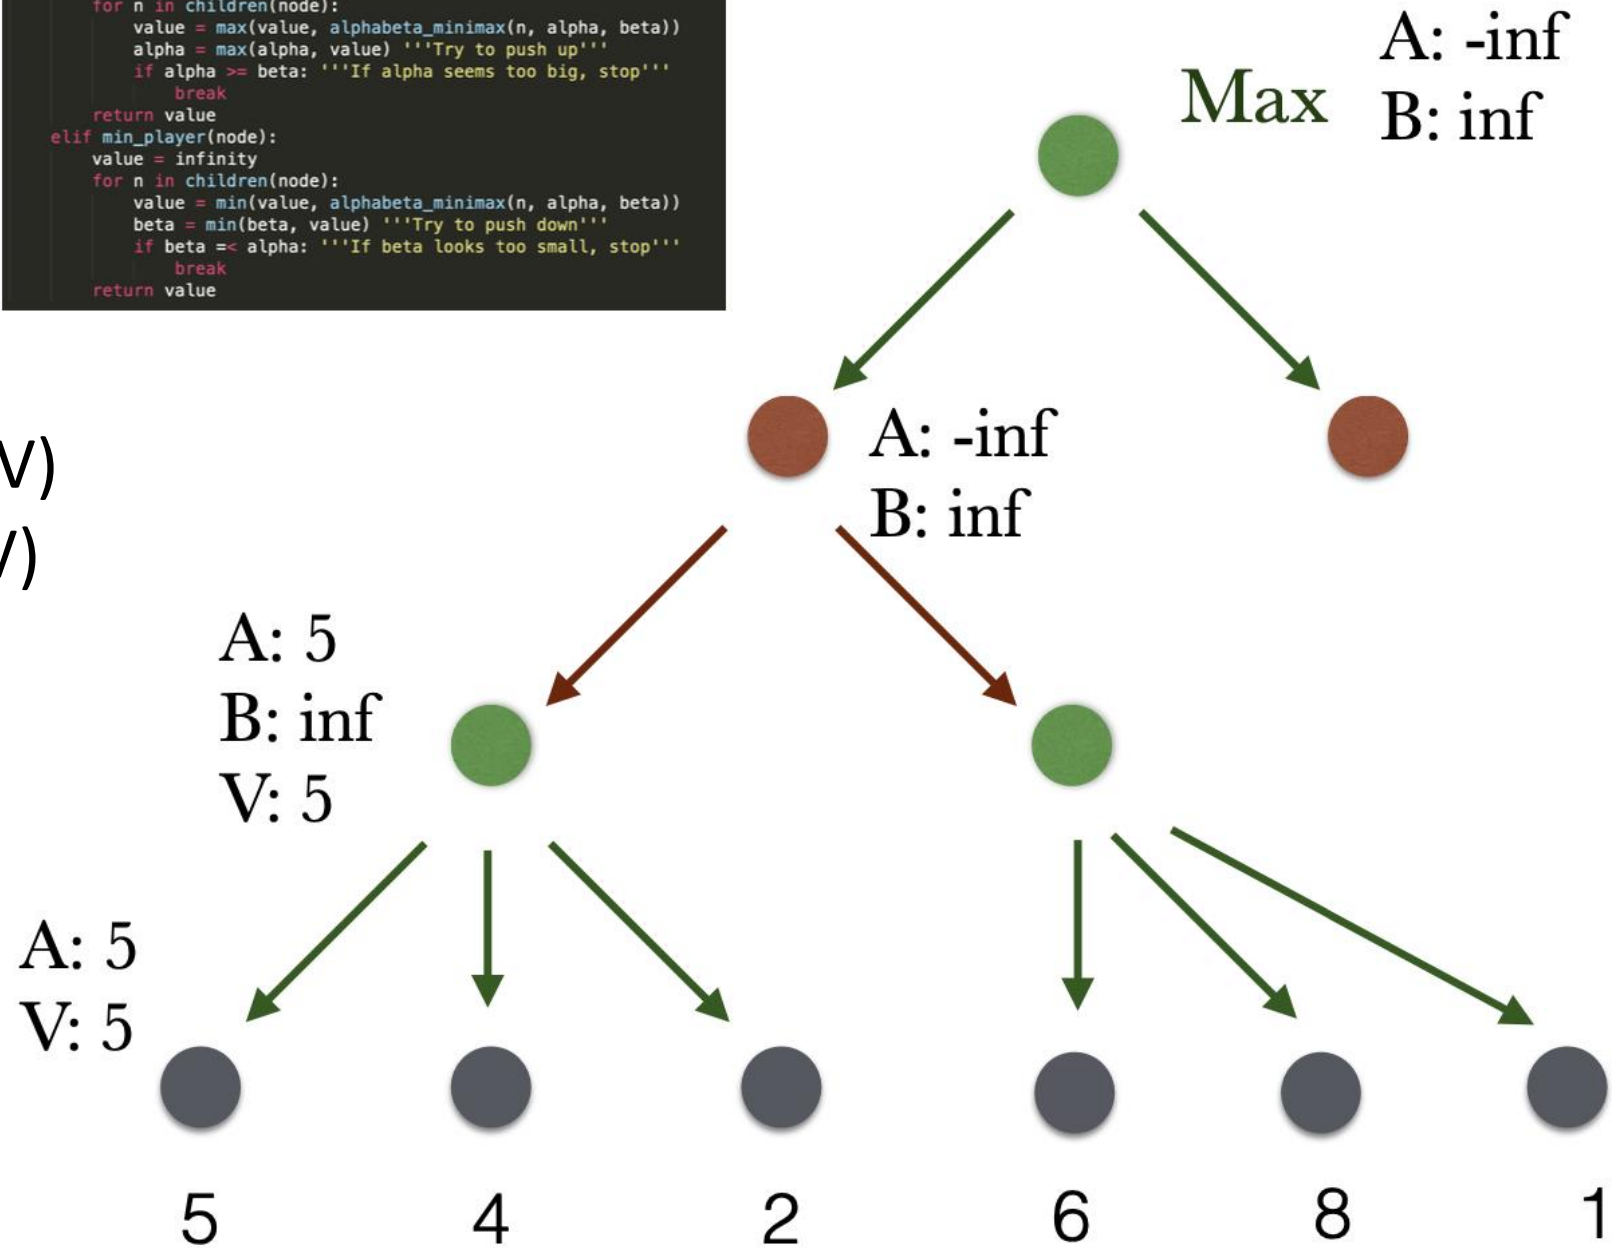 for n in children(node):
value = max(value, alphabeta_minimax(n, alpha, beta))
alpha = max(alpha, value) '''Try to push up'''
if alpha >= beta: '''If alpha seems too big, stop'''
break
return value
elif min_player(node):
value = infinity
for n in children(node):
value = min(value, alphabeta_minimax(n, alpha, beta))
beta = min(beta, value) '''Try to push down'''
if beta =< alpha: '''If beta looks too small, stop'''
break
return value
Max
A: -inf
B: inf
V)
V)
A: -inf
B: inf
A: 5
B: inf
V: 5
A: 5
V: 5
5 4 2 6 8 1